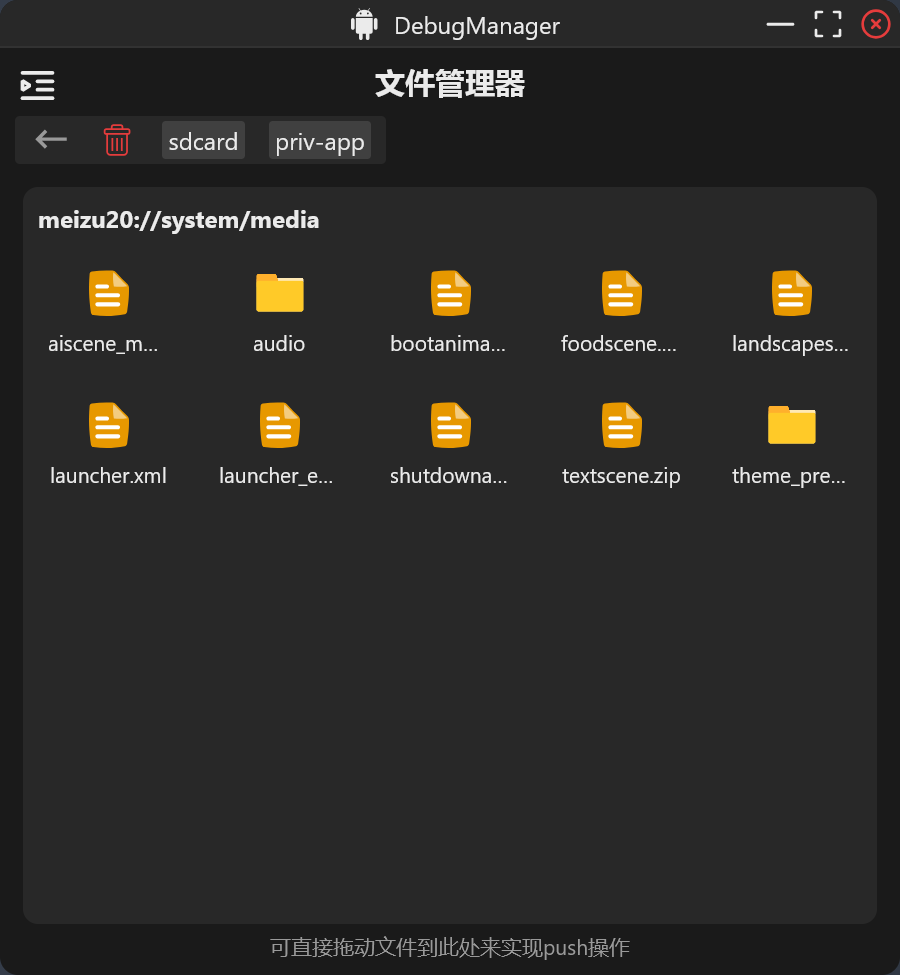 DebugManager
文件管理器
sdcard priv-app
meizu20://system/media
aiscene_m... audio bootanima... foodscene.... landscapes...
launcher.xml launcher_e... shutdowna... textscene.zip theme_pre...
可直接拖动文件到此处来实现push操作